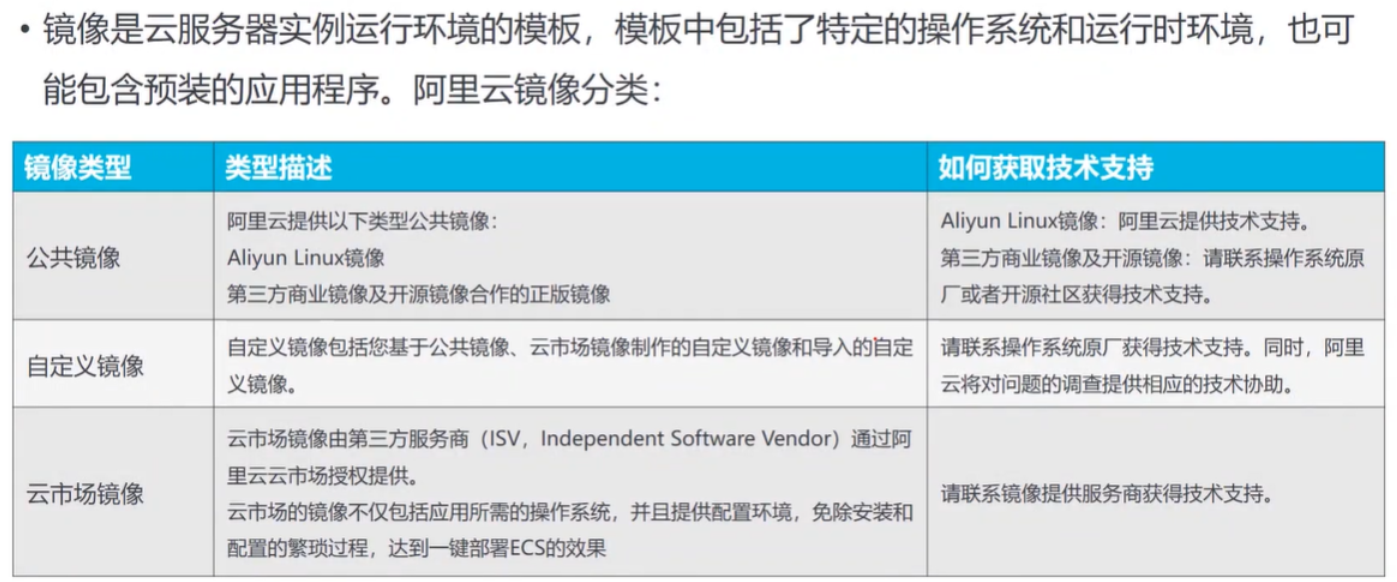 • 镜像是云服务器实例运行环境的模板，模板中包括了特定的操作系统和运行时环境，也可
能包含预装的应用程序。阿里云镜像分类：
镜像类型
类型描述
如何获取技术支持
公共镜像
阿里云提供以下类型公共镜像：
Aliyun Linux镜像
第三方商业镜像及开源镜像合作的正版镜像
Aliyun Linux镜像：阿里云提供技术支持。
第三方商业镜像及开源镜像：请联系操作系统原
厂或者开源社区获得技术支持。
自定义镜像
自定义镜像包括您基于公共镜像、云市场镜像制作的自定义镜像和导入的自定
义镜像。
请联系操作系统原厂获得技术支持。同时，阿里
云将对问题的调查提供相应的技术协助。
云市场镜像
云市场镜像由第三方服务商（ISV，Independent Software Vendor）通过阿
里云云市场授权提供。
云市场的镜像不仅包括应用所需的操作系统，并且提供配置环境，免除安装和
配置的繁琐过程，达到一键部署ECS的效果
请联系镜像提供服务商获得技术支持。